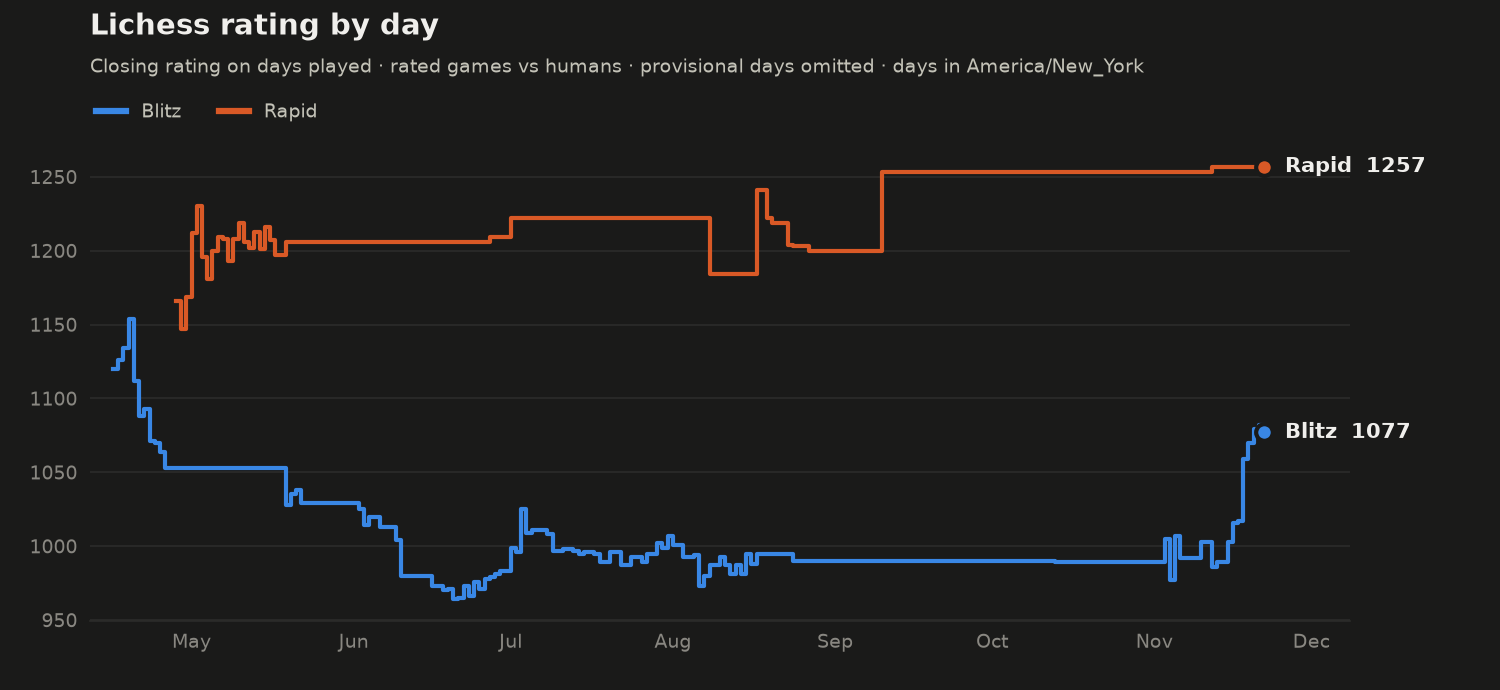 Lichess rating by day
Closing rating on days played · rated games vs humans · provisional days omitted · days in America/New_York
Blitz Rapid
Rapid 1257
1250
1200
1150
1100
Blitz 1077
1050
1000
950
May Jun Jul Aug Sep Oct Nov Dec